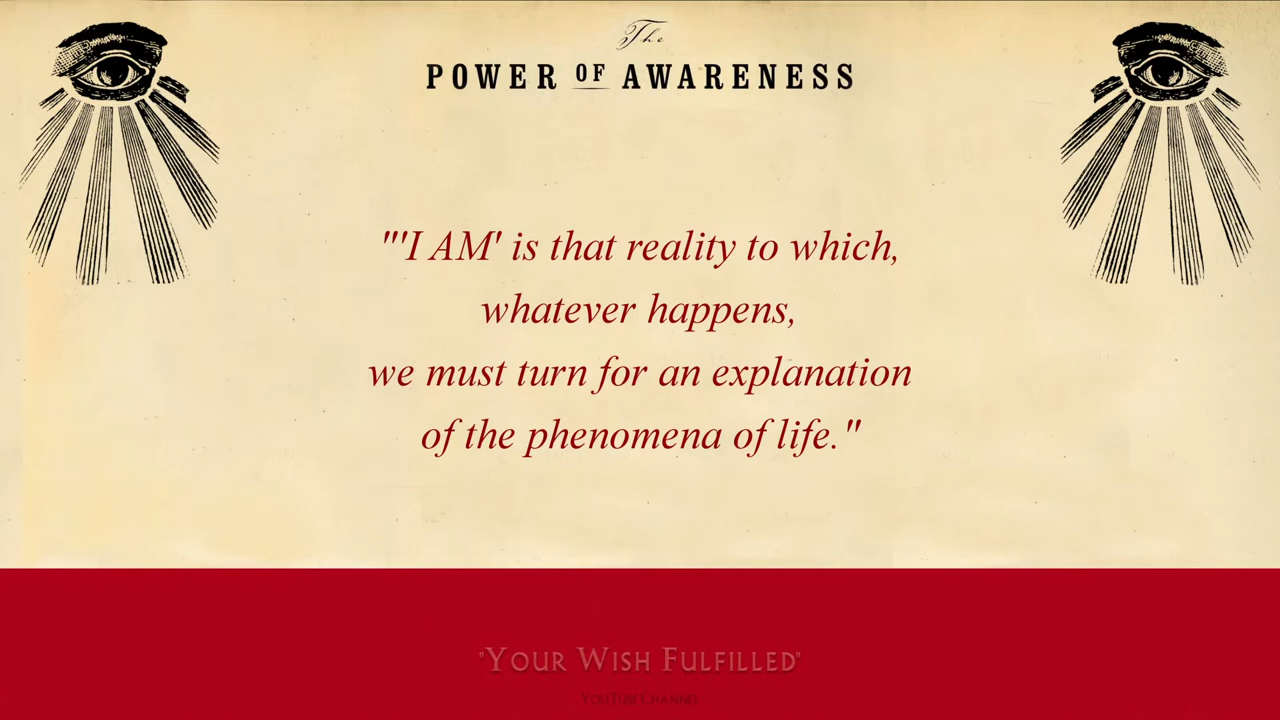 The
POWER OF AWARENESS
"'I AM' is that reality to which,
whatever happens,
we must turn for an explanation
of the phenomena of life."
"Your Wish Fulfilled"
YouTube Channel